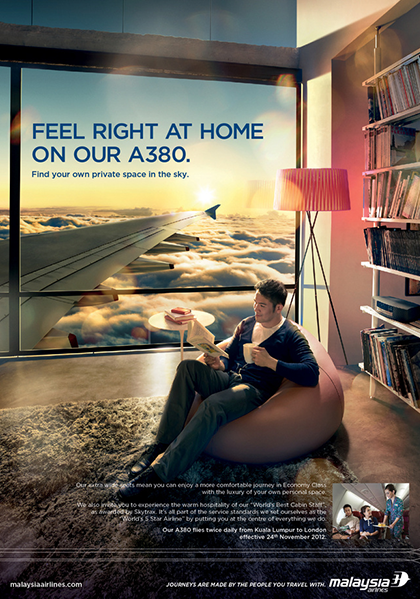 FEEL RIGHT AT HOME
ON OUR A380.
Find your own private space in the sky.
Our extra wide seats mean you can enjoy a more comfortable journey in Economy Class
with the luxury of your own personal space.
We also invite you to experience the warm hospitality of our "World's Best Cabin Staff",
as awarded by Skytrax. It's all part of the service standards we set ourselves as the
"World's 5 Star Airline" by putting you at the centre of everything we do.
Our A380 flies twice daily from Kuala Lumpur to London
effective 24th November 2012.
malaysiaairlines.com
JOURNEYS ARE MADE BY THE PEOPLE YOU TRAVEL WITH.
malaysia
airlines